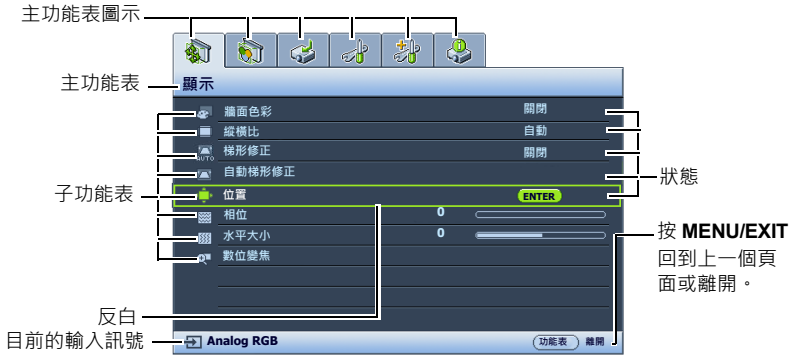 主功能表圖示
主功能表
顯示
牆面色彩 關閉
縱橫比 自動
AUTO 梯形修正 關閉
自動梯形修正
狀態
子功能表
位置 ENTER
相位 0
水平大小 0
數位變焦
按 MENU/EXIT
回到上一個頁
面或離開。
反白
目前的輸入訊號
Analog RGB 功能表 離開